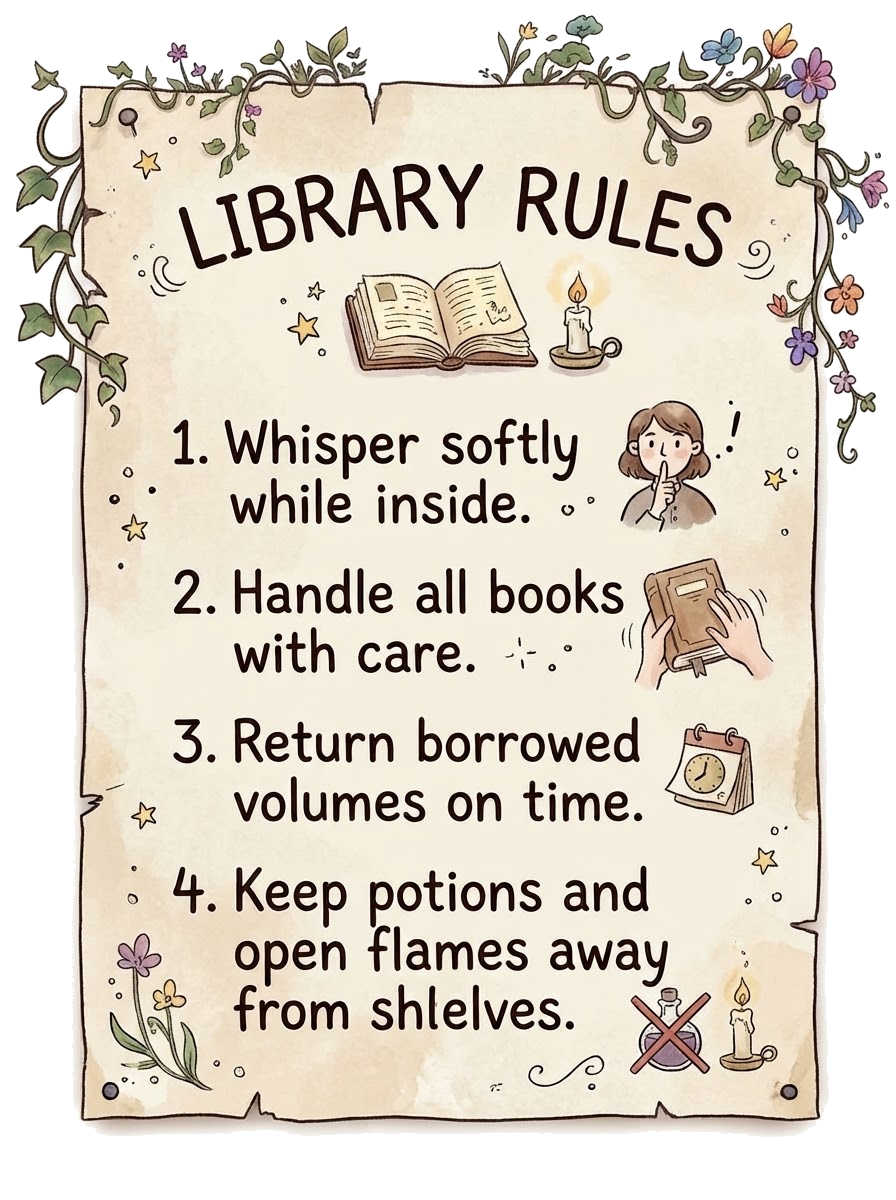 LIBRARY RULES
1. Whisper softly
while inside.
2. Handle all books
with care.
3. Return borrowed
volumes on time.
4. Keep potions and
open flames away
from shlelves.